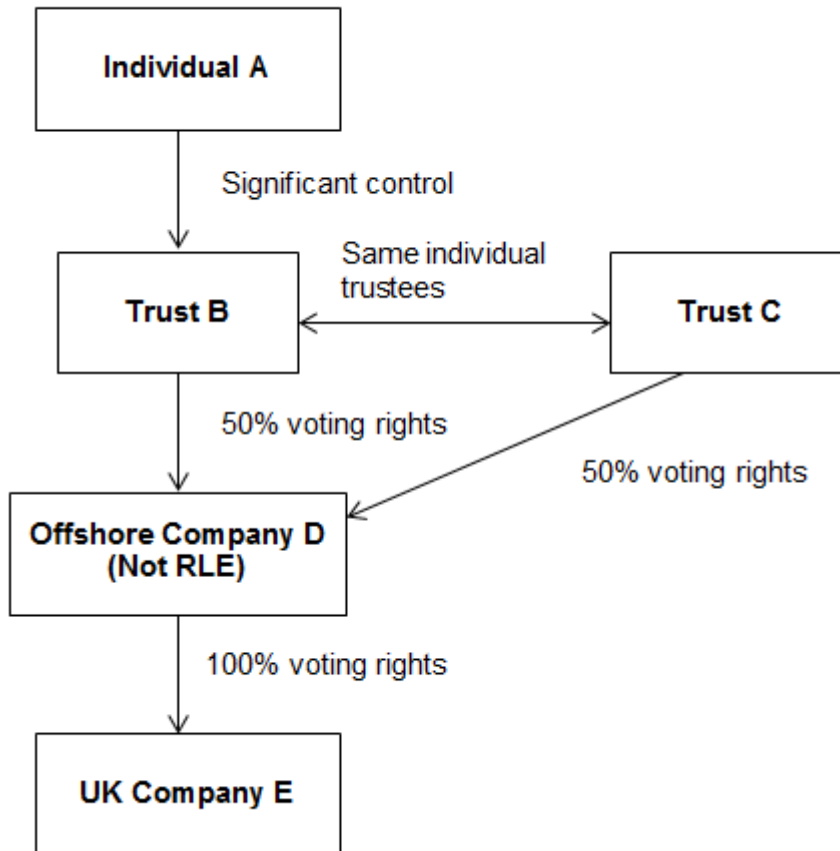 Individual A
Significant control
Same individual
trustees
Trust B
Trust C
50% voting rights
50% voting rights
Offshore Company D
(Not RLE)
100% voting rights
UK Company E